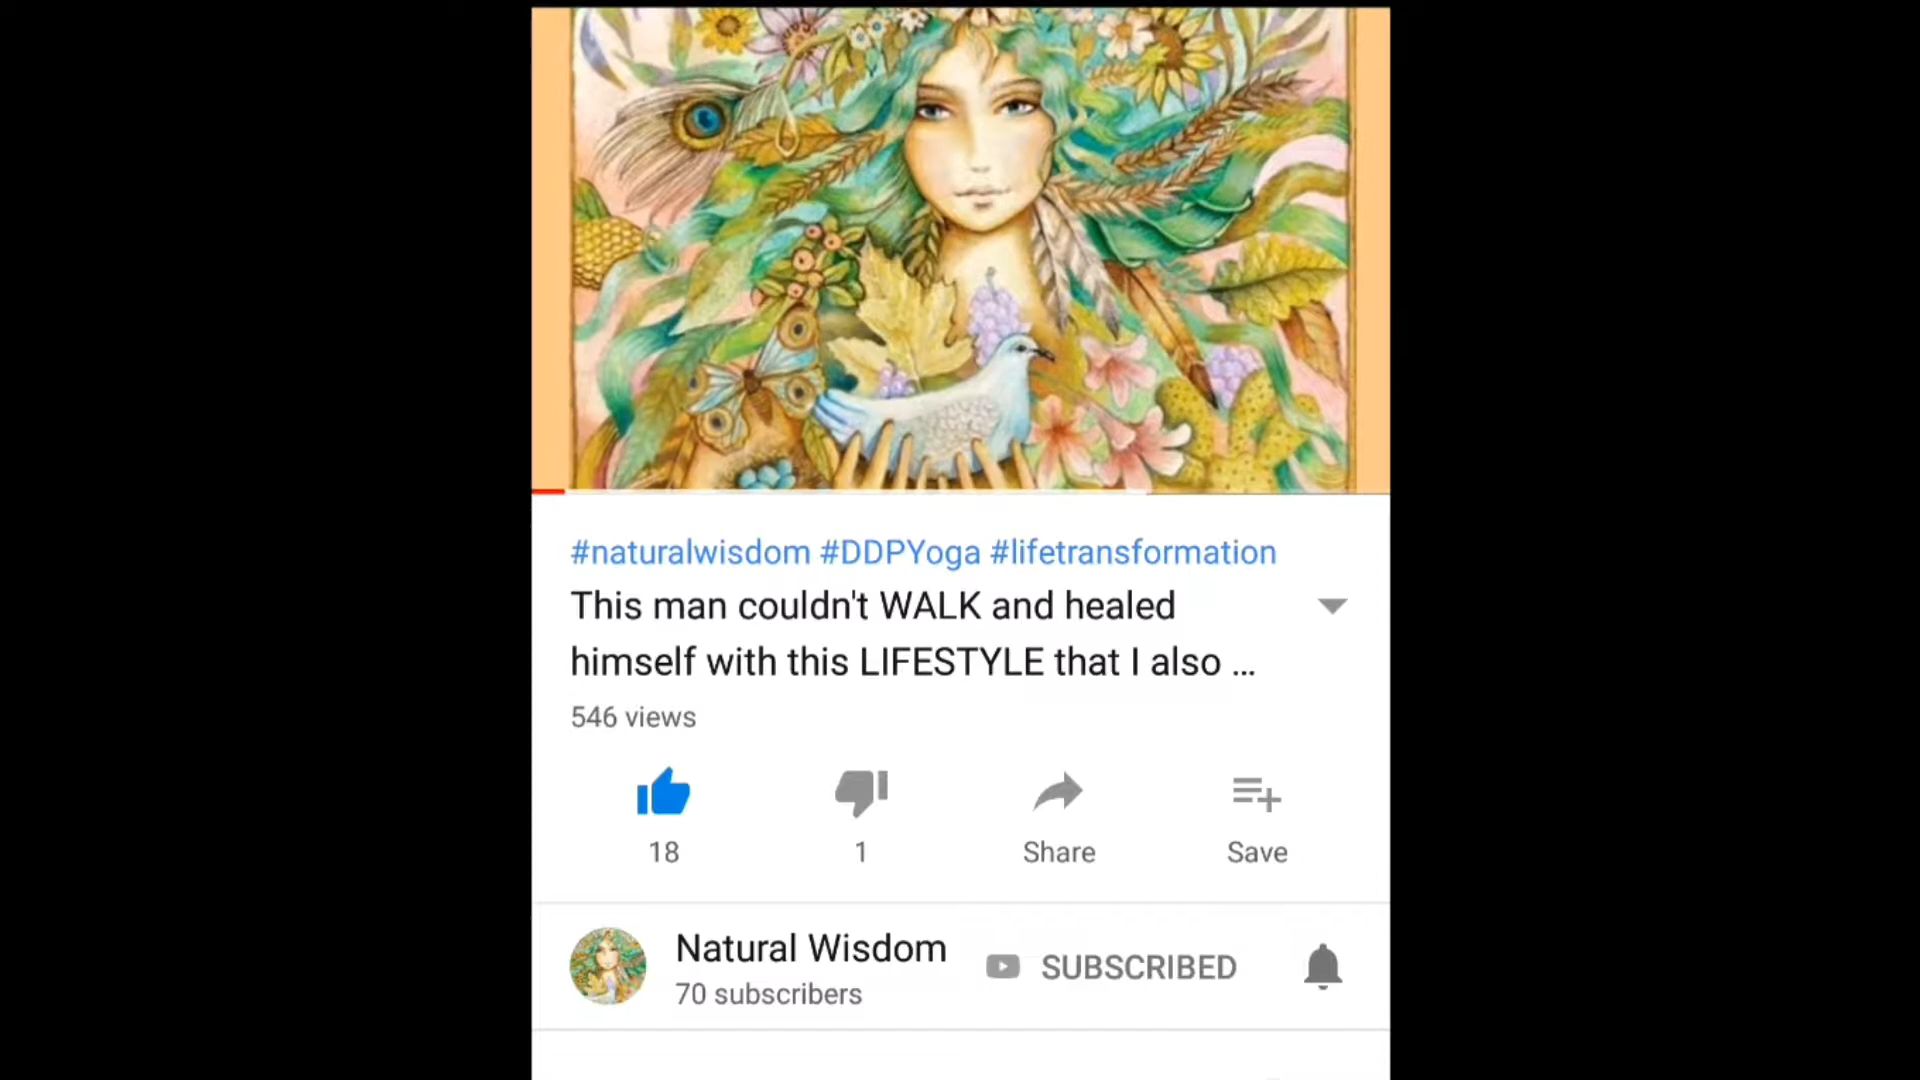 #naturalwisdom #DDPYoga #lifetransformation
This man couldn't WALK and healed
himself with this LIFESTYLE that I also ...
546 views
18
1
Share
Save
Natural Wisdom
SUBSCRIBED
70 subscribers